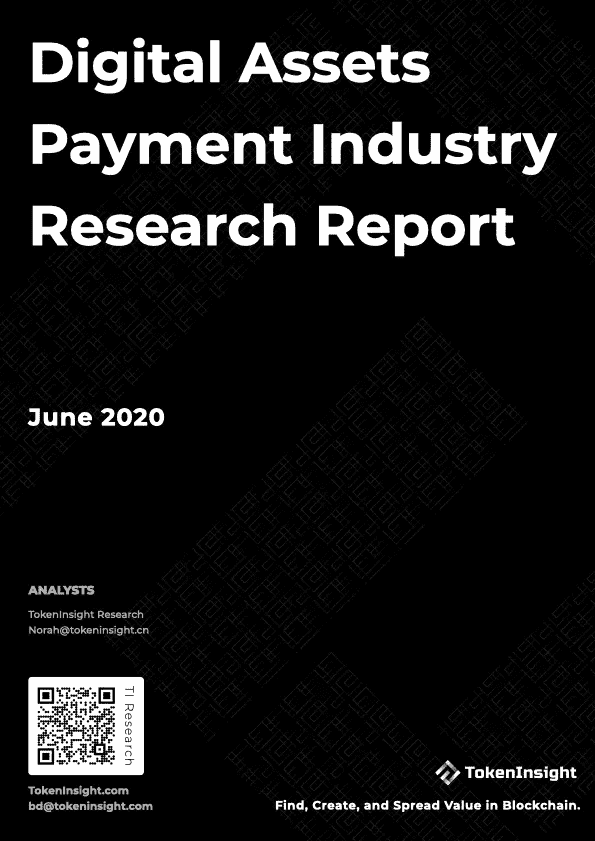 Digital Assets
Payment Industry
Research Report
June 2020
ANALYSTS
TokenInsight Research
Norah@tokeninsight.cn
TI Research
TokenInsight.com
bd@tokeninsight.com
TokenInsight
Find, Create, and Spread Value in Blockchain.